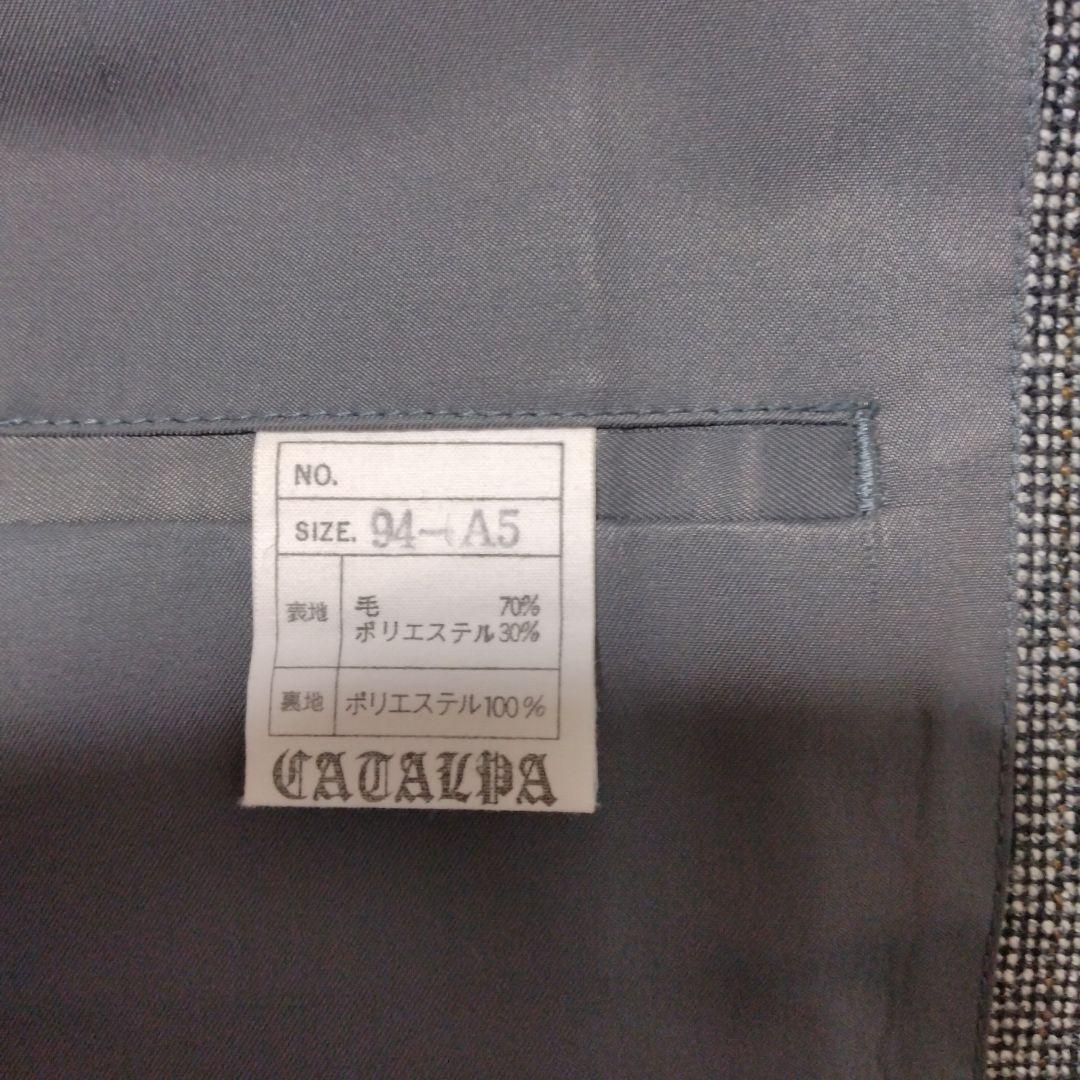 NO.
SIZE. 94-A5
表地 毛 70%
ポリエステル 30%
裏地 ポリエステル 100%
CATALPA